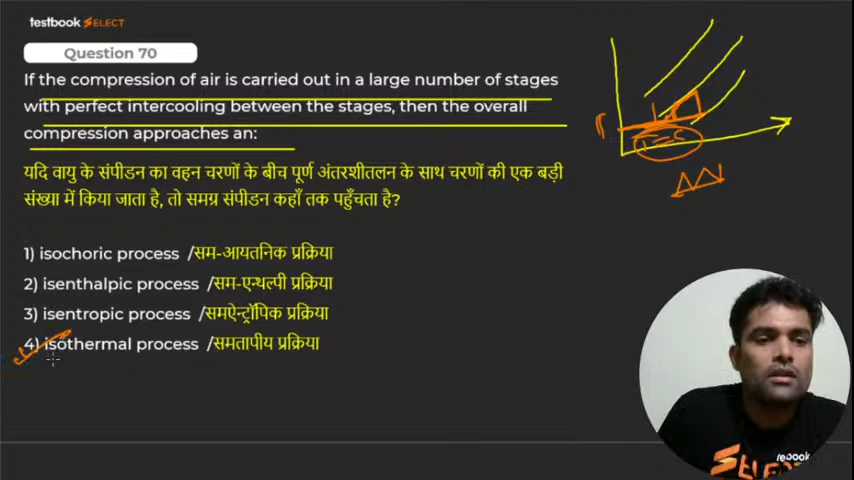 testbook SELECT
Question 70
If the compression of air is carried out in a large number of stages
with perfect intercooling between the stages, then the overall
compression approaches an:
यदि वायु के संपीडन का वहन चरणों के बीच पूर्ण अंतरशीतलन के साथ चरणों की एक बड़ी
संख्या में किया जाता है, तो समग्र संपीडन कहाँ तक पहुँचता है?
1) isochoric process /सम-आयतनिक प्रक्रिया
2) isenthalpic process /सम-एन्थल्पी प्रक्रिया
3) isentropic process /समऐन्ट्रॉपिक प्रक्रिया
4) isothermal process /समतापीय प्रक्रिया
T=C